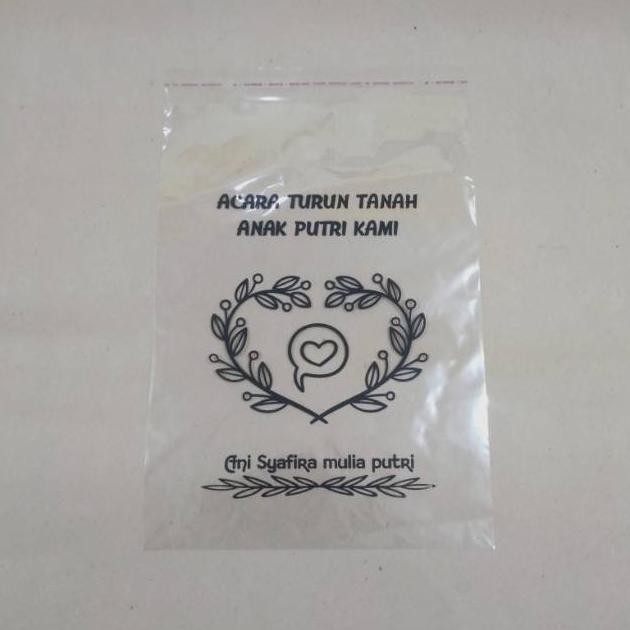 ACARA TURUN TANAH
ANAK PUTRI KAMI
Ani Syafira mulia putri